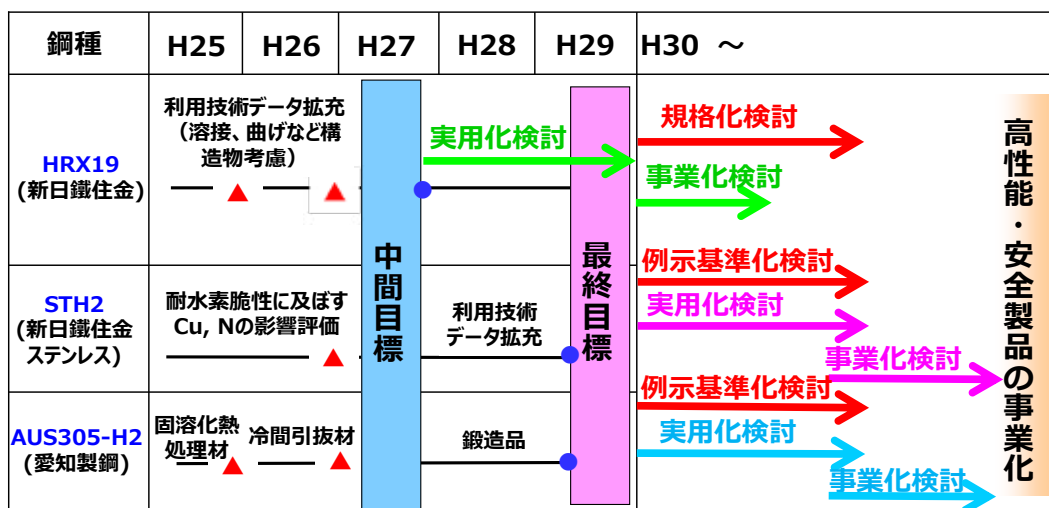 鋼種
H25
H26
H27
H28
H29
H30 ～
HRX19
(新日鐵住金)
利用技術データ拡充
(溶接、曲げなど構
造物考慮)
実用化検討
規格化検討
事業化検討
STH2
(新日鐵住金
ステンレス)
耐水素脆性に及ぼす
Cu, Nの影響評価
利用技術
データ拡充
例示基準化検討
実用化検討
事業化検討
AUS305-H2
(愛知製鋼)
固溶化熱
処理材
冷間引抜材
鍛造品
例示基準化検討
実用化検討
事業化検討
中間目標
最終目標
高性能・安全製品の事業化